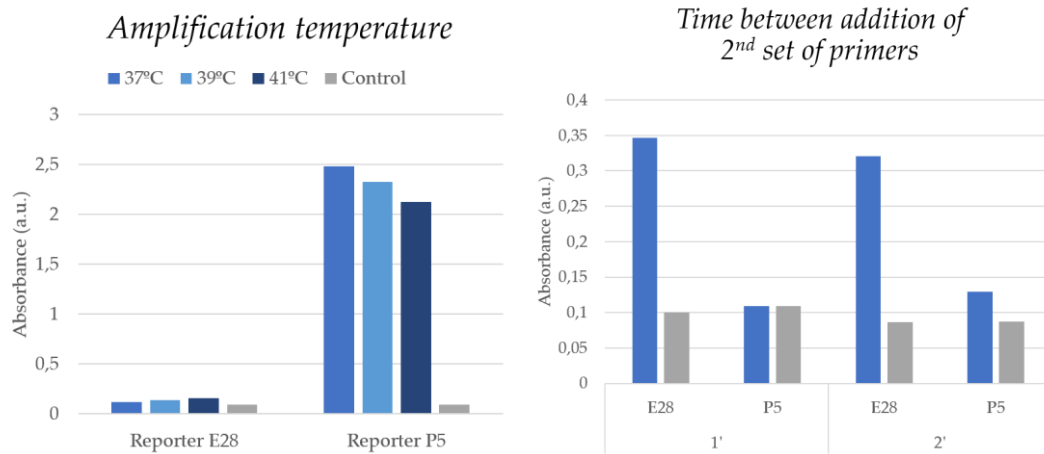 Amplification temperature
37ºC 39ºC 41ºC Control
3
2,5
2
1,5
1
0,5
0
Absorbance (a.u.)
Reporter E28 Reporter P5
Time between addition of
2nd set of primers
0,4
0,35
0,3
0,25
0,2
0,15
0,1
0,05
0
Absorbance (a.u.)
E28 P5 E28 P5
1' 2'